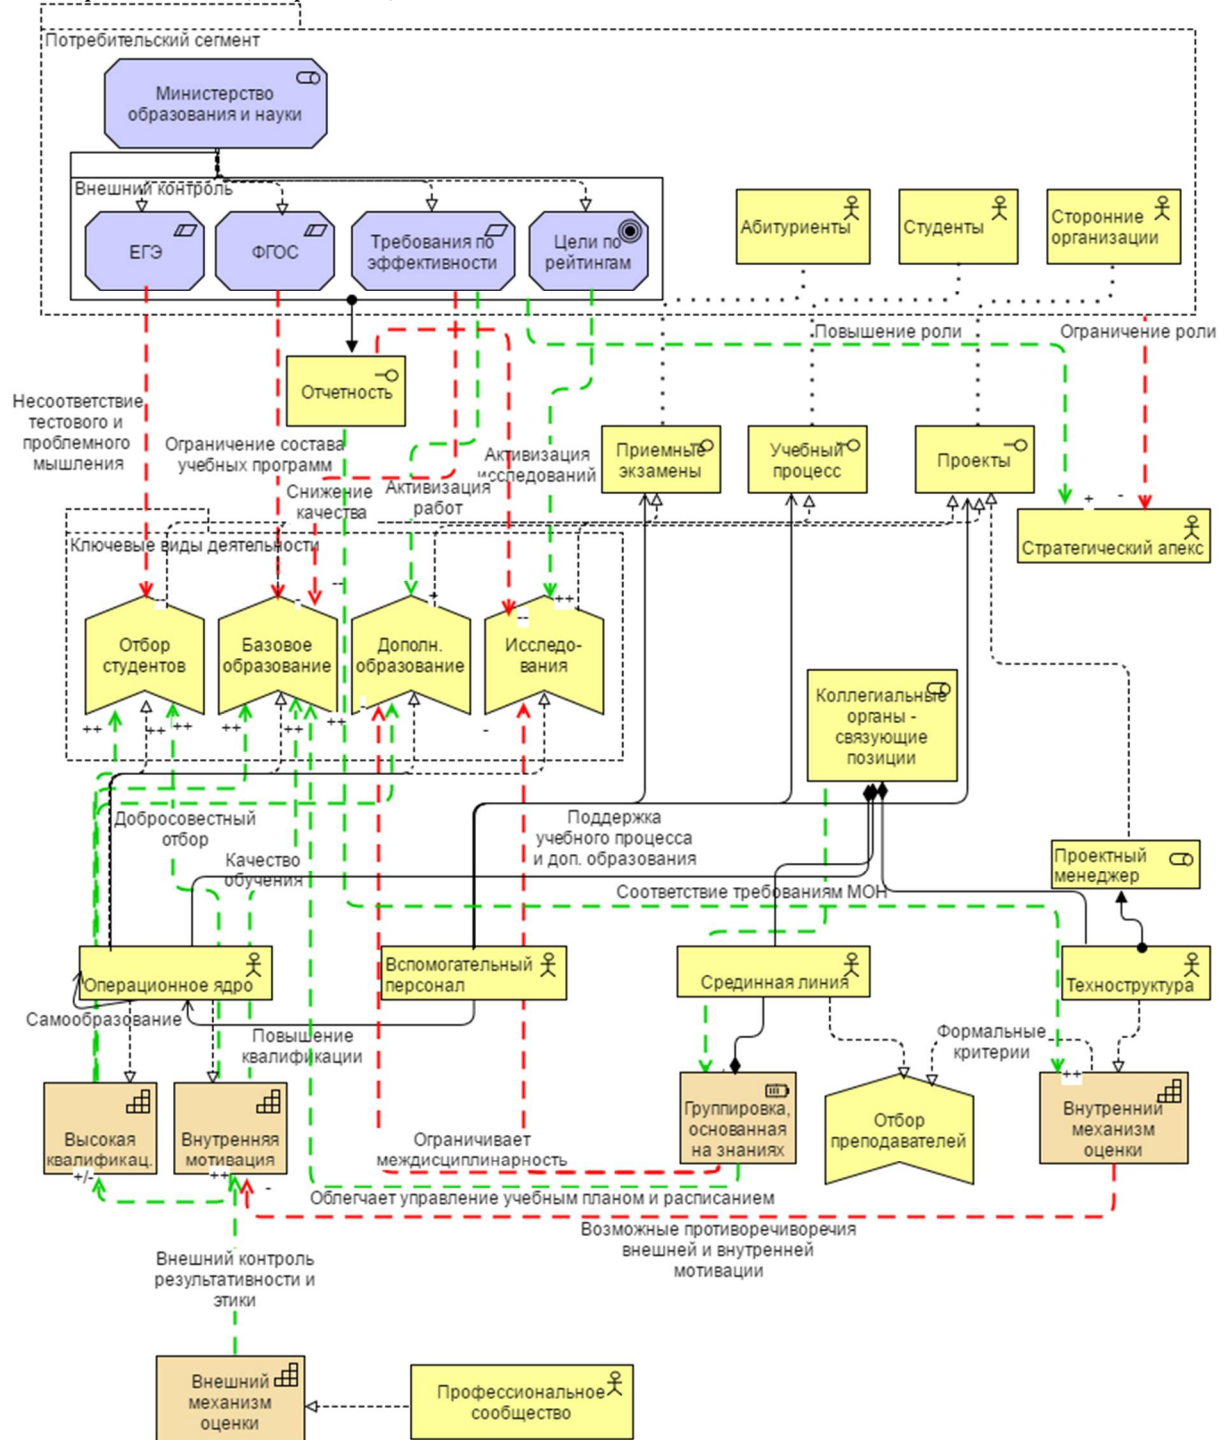 Потребительский сегмент
Министерство
образования и науки
Внешний контроль
ЕГЭ
ФГОС
Требования по
эффективности
Цели по
рейтингам
Абитуриенты
Студенты
Сторонние
организации
Повышение роли
Ограничение роли
Отчетность
Несоответствие
тестового и
проблемного
мышления
Ограничение состава
учебных программ
Снижение
качества
Активизация
работ
Активизация
исследований
Приемные
экзамены
Учебный
процесс
Проекты
+
-
Стратегический апекс
Ключевые виды деятельности
--
-
--
+
--
++
Отбор
студентов
Базовое
образование
Дополн.
образование
Исследо-
вания
Коллегиальные
органы -
связующие
позиции
++
++
++
++
++
++
-
-
Добросовестный
отбор
Качество
обучения
Поддержка
учебного процесса
и доп. образования
Проектный
менеджер
Соответствие требованиям МОН
Операционное ядро
Вспомогательный
персонал
Срединная линия
Техноструктура
Самообразование
Повышение
квалификации
Формальные
критерии
++
Высокая
квалификац.
Внутренняя
мотивация
Группировка,
основанная
на знаниях
Отбор
преподавателей
Внутренний
механизм
оценки
Ограничивает
междисциплинарность
+/-
++
-
Облегчает управление учебным планом и расписанием
Возможные противоречиворечия
внешней и внутренней
мотивации
Внешний контроль
результативности и
этики
Внешний
механизм
оценки
Профессиональное
сообщество